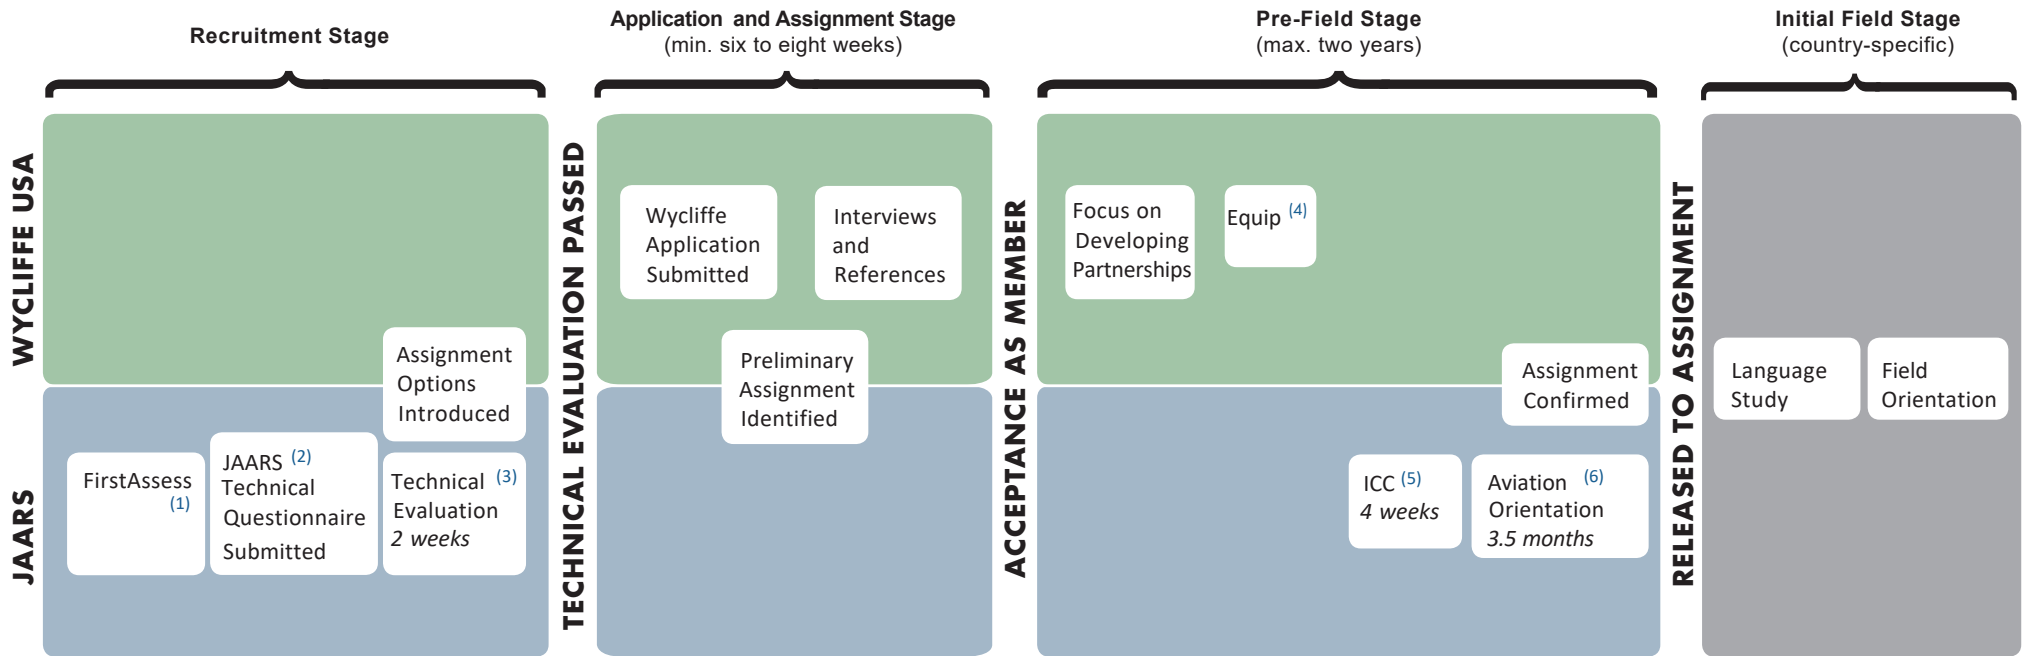 Recruitment Stage
Application and Assignment Stage
(min. six to eight weeks)
Pre-Field Stage
(max. two years)
Initial Field Stage
(country-specific)
WYCLIFFE USA
JAARS
Assignment
Options
Introduced
FirstAssess
(1)
JAARS (2)
Technical
Questionnaire
Submitted
Technical (3)
Evaluation
2 weeks
TECHNICAL EVALUATION PASSED
Wycliffe
Application
Submitted
Interviews
and
References
Preliminary
Assignment
Identified
ACCEPTANCE AS MEMBER
Focus on
Developing
Partnerships
Equip (4)
Assignment
Confirmed
ICC (5)
4 weeks
Aviation (6)
Orientation
3.5 months
RELEASED TO ASSIGNMENT
Language
Study
Field
Orientation